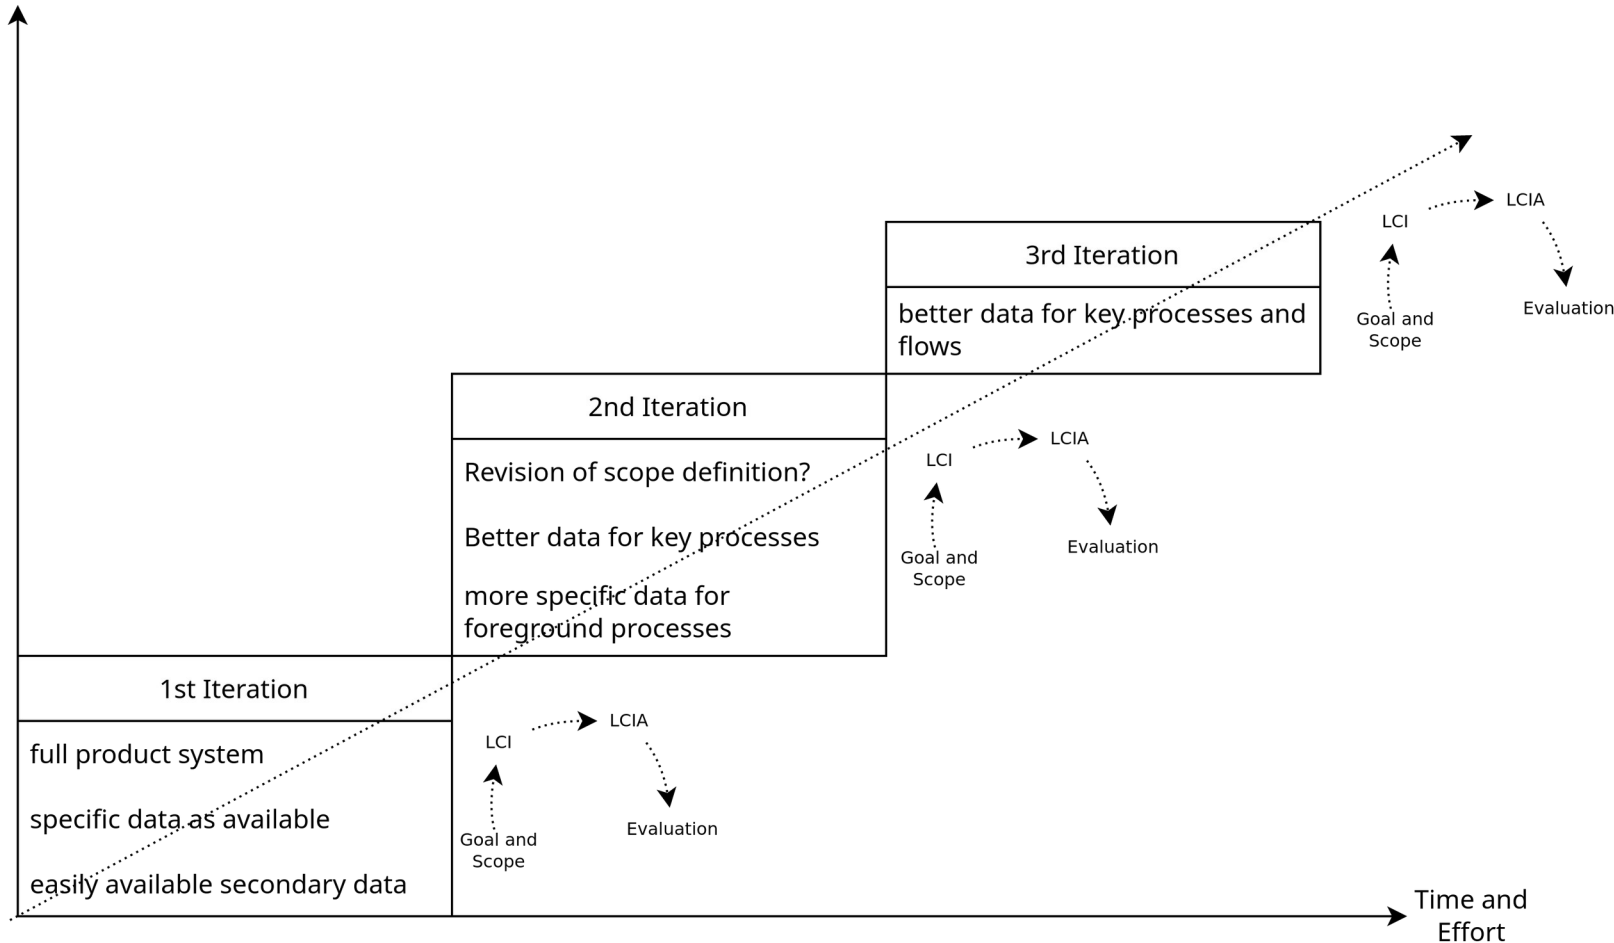 3rd Iteration
better data for key processes and
flows
LCI
LCIA
Goal and
Scope
Evaluation
2nd Iteration
Revision of scope definition?
Better data for key processes
more specific data for
foreground processes
LCI
LCIA
Goal and
Scope
Evaluation
1st Iteration
full product system
specific data as available
easily available secondary data
LCI
LCIA
Goal and
Scope
Evaluation
Time and
Effort